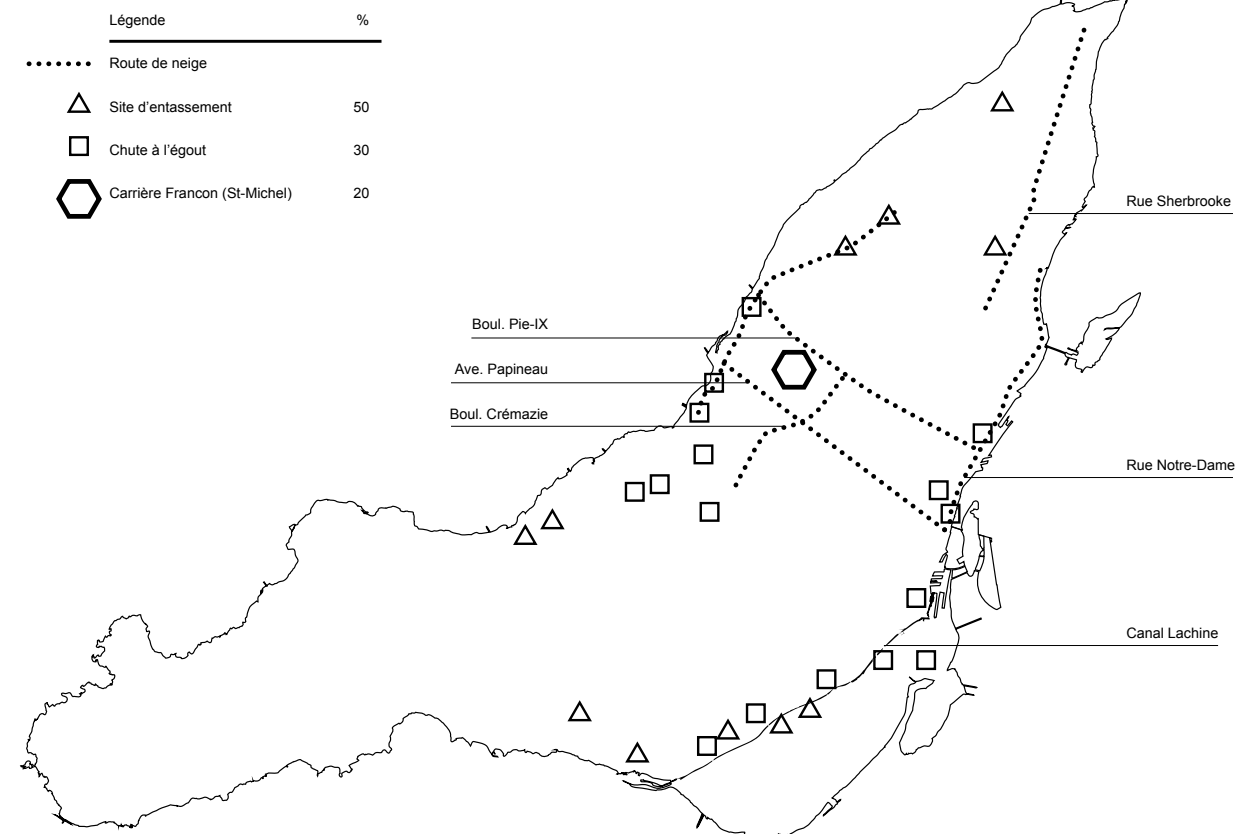 Légende %
Route de neige
Site d’entassement 50
Chute à l’égout 30
Carrière Francon (St-Michel) 20
Rue Sherbrooke
Boul. Pie-IX
Ave. Papineau
Boul. Crémazie
Rue Notre-Dame
Canal Lachine